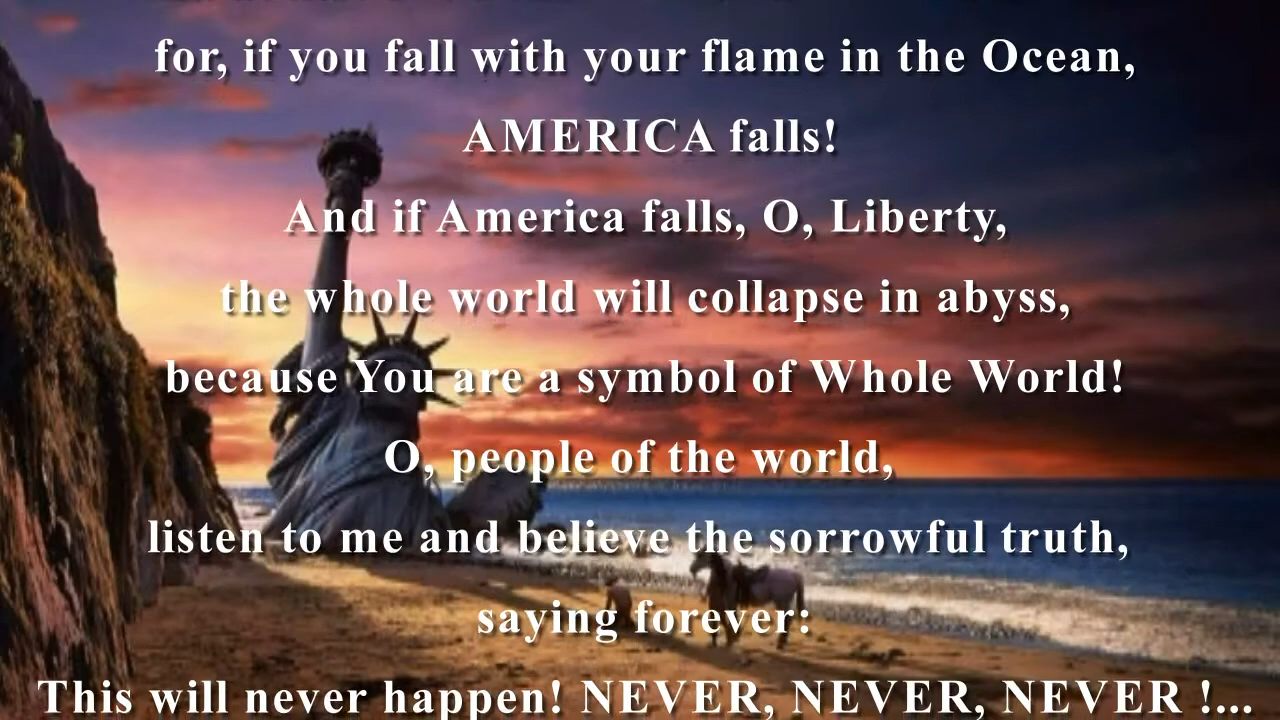 for, if you fall with your flame in the Ocean,
AMERICA falls!
And if America falls, O, Liberty,
the whole world will collapse in abyss,
because You are a symbol of Whole World!
O, people of the world,
listen to me and believe the sorrowful truth,
saying forever:
This will never happen! NEVER, NEVER, NEVER !...